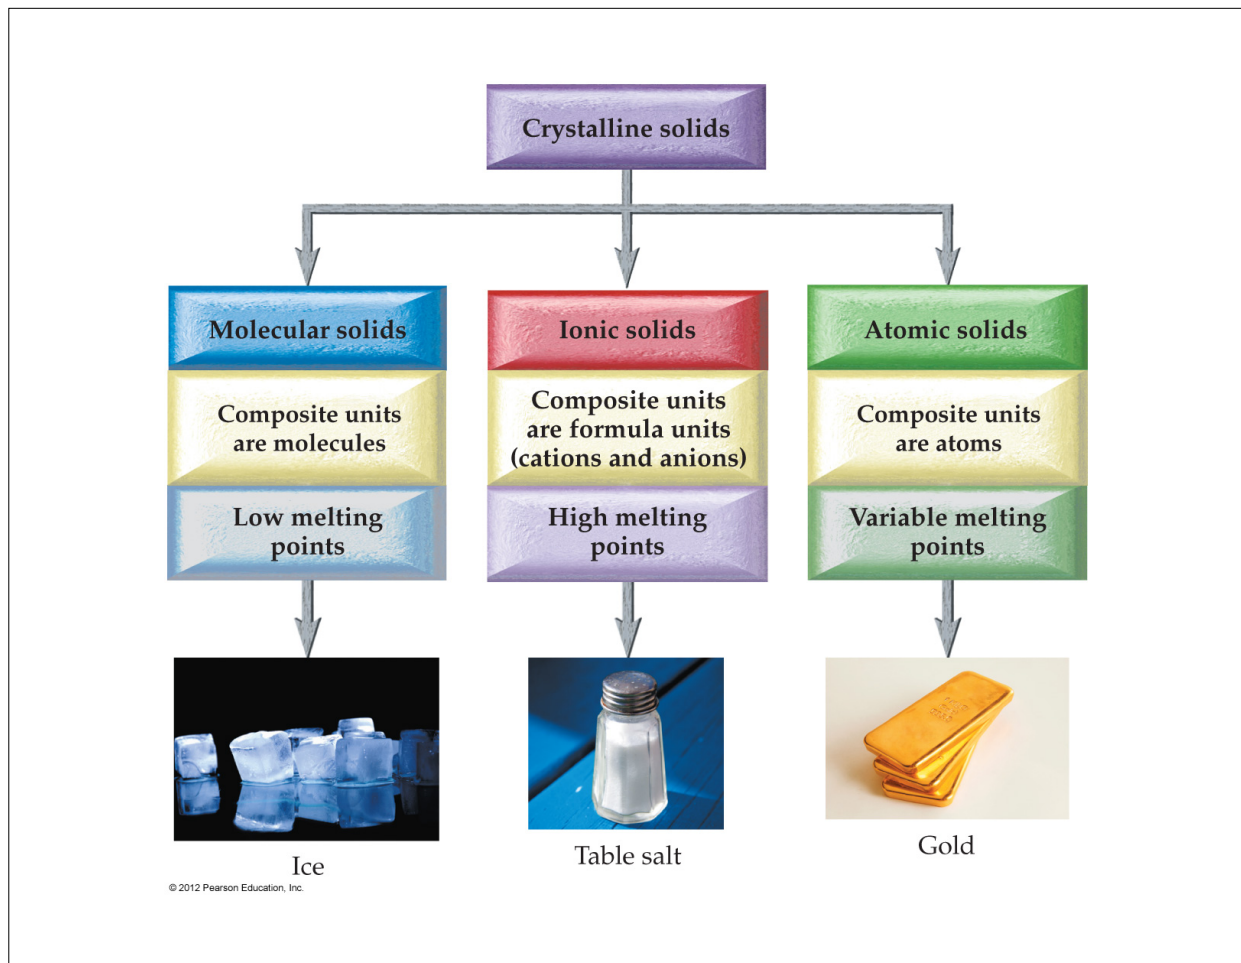 Crystalline solids
Molecular solids
Composite units
are molecules
Low melting
points
Ice
Ionic solids
Composite units
are formula units
(cations and anions)
High melting
points
Table salt
Atomic solids
Composite units
are atoms
Variable melting
points
Gold
© 2012 Pearson Education, Inc.